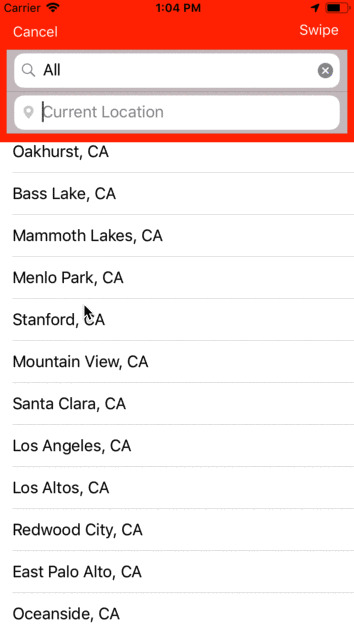 Carrier 1:04 PM
Cancel Swipe
All
Current Location
Oakhurst, CA
Bass Lake, CA
Mammoth Lakes, CA
Menlo Park, CA
Stanford, CA
Mountain View, CA
Santa Clara, CA
Los Angeles, CA
Los Altos, CA
Redwood City, CA
East Palo Alto, CA
Oceanside, CA